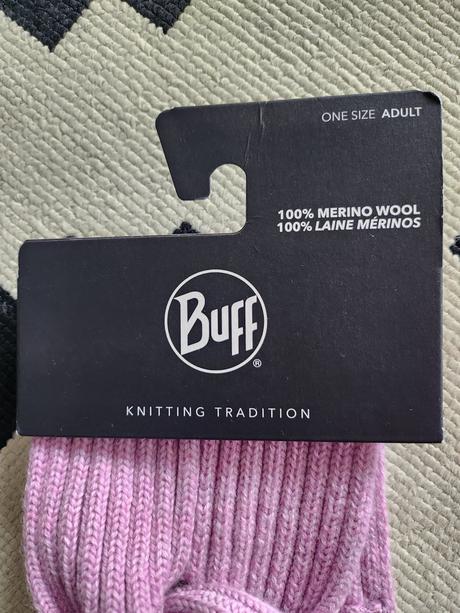 ONE SIZE ADULT
100% MERINO WOOL
100% LAINE MÉRINOS
BUFF®
KNITTING TRADITION